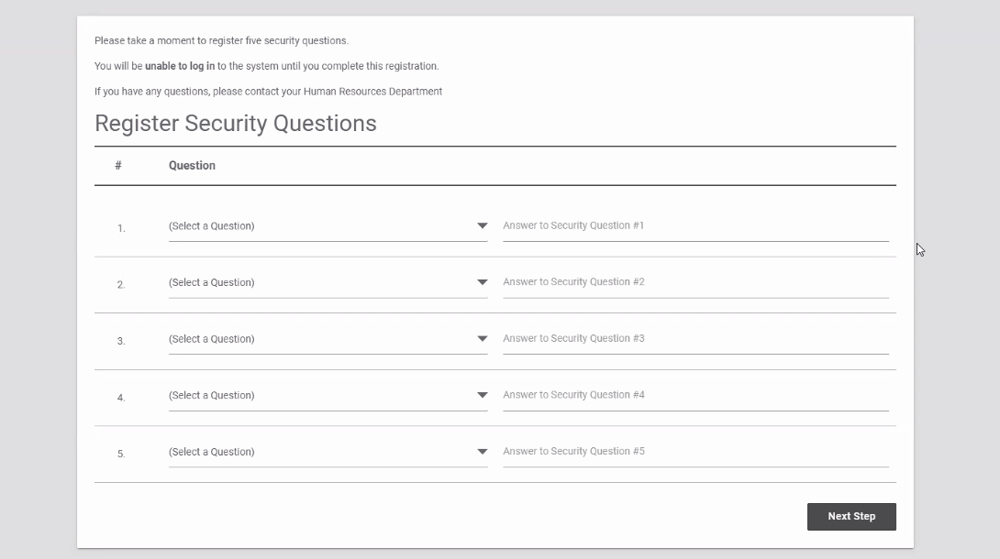 Please take a moment to register five security questions.
You will be unable to log in to the system until you complete this registration.
If you have any questions, please contact your Human Resources Department
Register Security Questions
# Question
1. (Select a Question) Answer to Security Question #1
2. (Select a Question) Answer to Security Question #2
3. (Select a Question) Answer to Security Question #3
4. (Select a Question) Answer to Security Question #4
5. (Select a Question) Answer to Security Question #5
Next Step